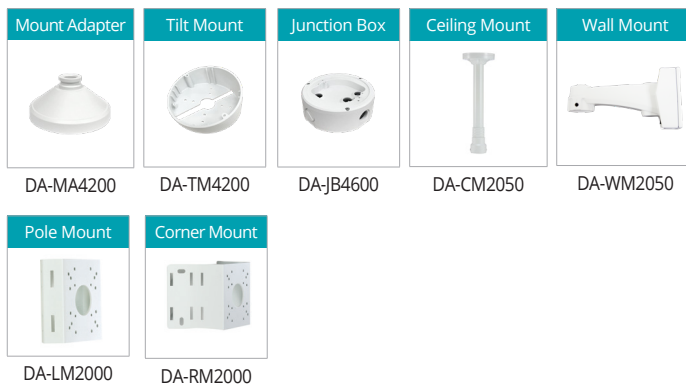 Mount Adapter
Tilt Mount
Junction Box
Ceiling Mount
Wall Mount
DA-MA4200
DA-TM4200
DA-JB4600
DA-CM2050
DA-WM2050
Pole Mount
Corner Mount
DA-LM2000
DA-RM2000